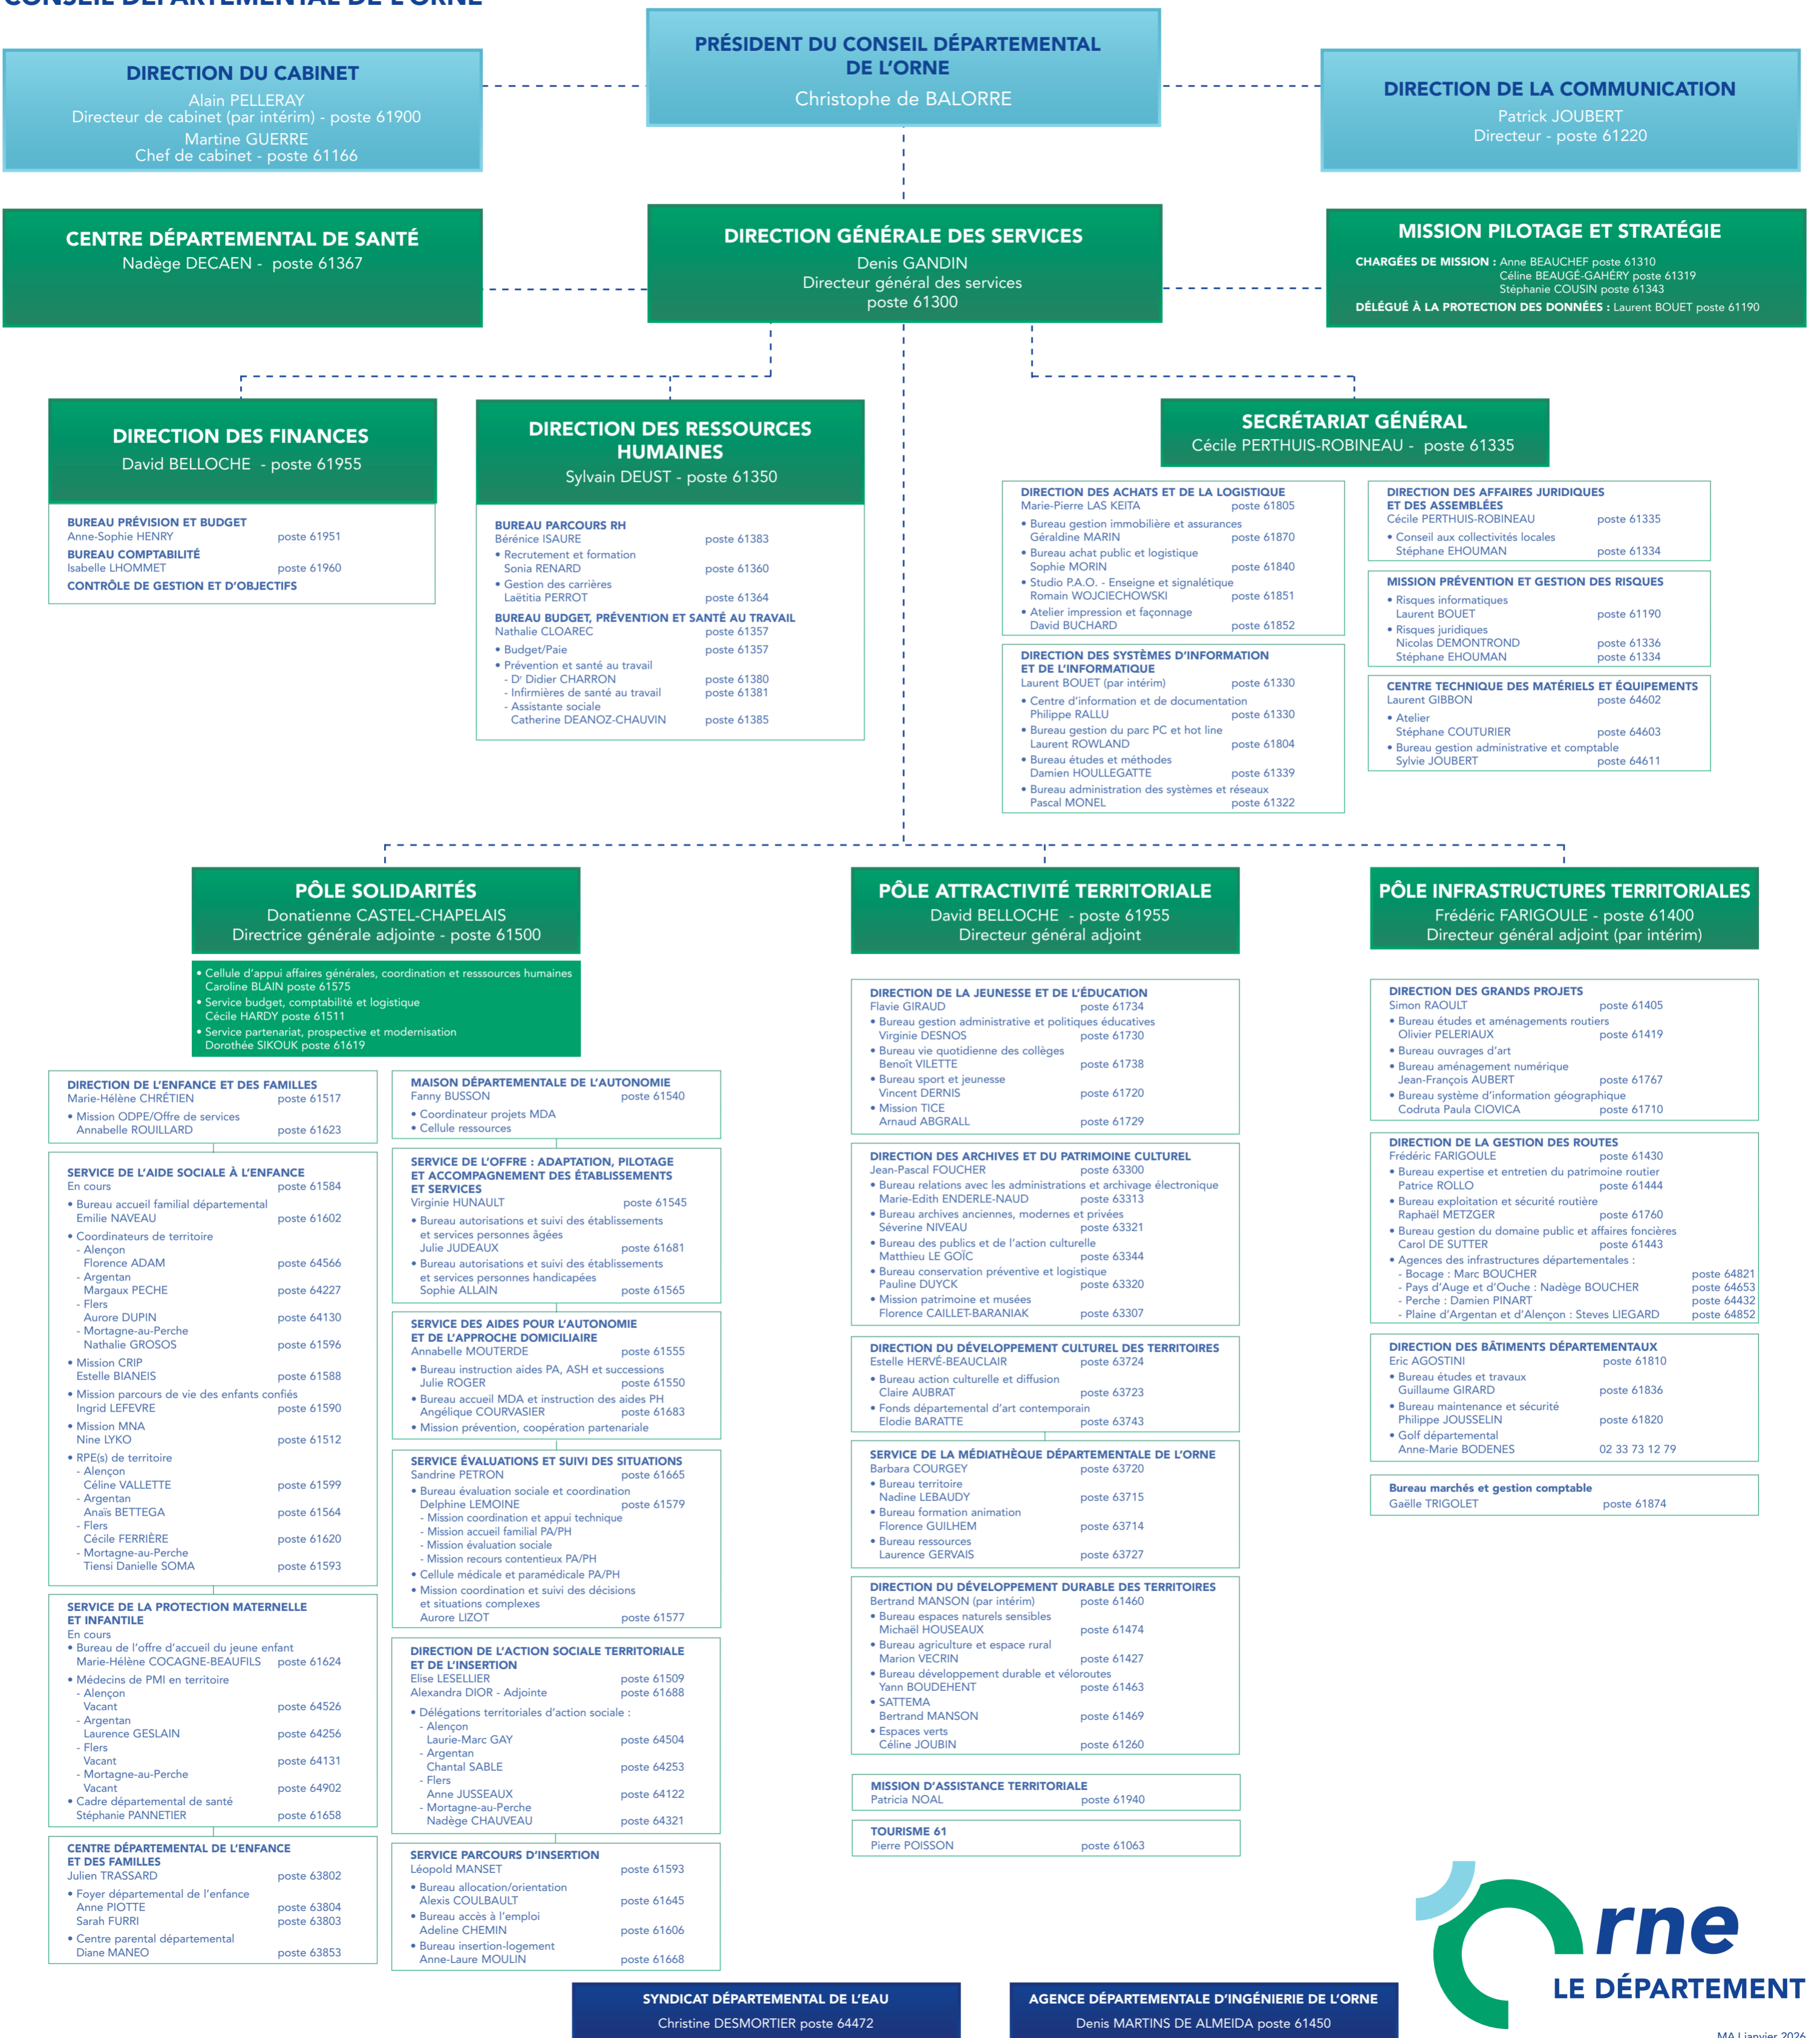 CONSEIL DÉPARTEMENTAL DE L'ORNE
PRÉSIDENT DU CONSEIL DÉPARTEMENTAL
DE L'ORNE
Christophe de BALORRE
DIRECTION DU CABINET
Alain PELLERAY
Directeur de cabinet (par intérim) - poste 61900
Martine GUERRE
Chef de cabinet - poste 61166
DIRECTION DE LA COMMUNICATION
Patrick JOUBERT
Directeur - poste 61220
CENTRE DÉPARTEMENTAL DE SANTÉ
Nadège DECAEN - poste 61367
DIRECTION GÉNÉRALE DES SERVICES
Denis GANDIN
Directeur général des services
poste 61300
MISSION PILOTAGE ET STRATÉGIE
CHARGÉES DE MISSION : Anne BEAUCHEF poste 61310
Céline BEAUGÉ-GAHÉRY poste 61319
Stéphanie COUSIN poste 61343
DÉLÉGUÉ À LA PROTECTION DES DONNÉES : Laurent BOUET poste 61190
DIRECTION DES FINANCES
David BELLOCHE - poste 61955
BUREAU PRÉVISION ET BUDGET
Anne-Sophie HENRY poste 61951
BUREAU COMPTABILITÉ
Isabelle LHOMMET poste 61960
CONTRÔLE DE GESTION ET D'OBJECTIFS
DIRECTION DES RESSOURCES
HUMAINES
Sylvain DEUST - poste 61350
BUREAU PARCOURS RH
Bérénice ISAURE poste 61383
• Recrutement et formation
Sonia RENARD poste 61360
• Gestion des carrières
Laëtitia PERROT poste 61364
BUREAU BUDGET, PRÉVENTION ET SANTÉ AU TRAVAIL
Nathalie CLOAREC poste 61357
• Budget/Paie poste 61357
• Prévention et santé au travail
- Dr Didier CHARRON poste 61380
- Infirmières de santé au travail poste 61381
- Assistante sociale
Catherine DEANOZ-CHAUVIN poste 61385
SECRÉTARIAT GÉNÉRAL
Cécile PERTHUIS-ROBINEAU - poste 61335
DIRECTION DES ACHATS ET DE LA LOGISTIQUE
Marie-Pierre LAS KEITA poste 61805
• Bureau gestion immobilière et assurances
Géraldine MARIN poste 61870
• Bureau achat public et logistique
Sophie MORIN poste 61840
• Studio P.A.O. - Enseigne et signalétique
Romain WOJCIECHOWSKI poste 61851
• Atelier impression et façonnage
David BUCHARD poste 61852
DIRECTION DES SYSTÈMES D'INFORMATION
ET DE L'INFORMATIQUE
Laurent BOUET (par intérim) poste 61330
• Centre d'information et de documentation
Philippe RALLU poste 61330
• Bureau gestion du parc PC et hot line
Laurent ROWLAND poste 61804
• Bureau études et méthodes
Damien HOULLEGATTE poste 61339
• Bureau administration des systèmes et réseaux
Pascal MONEL poste 61322
DIRECTION DES AFFAIRES JURIDIQUES
ET DES ASSEMBLÉES
Cécile PERTHUIS-ROBINEAU poste 61335
• Conseil aux collectivités locales
Stéphane EHOUMAN poste 61334
MISSION PRÉVENTION ET GESTION DES RISQUES
• Risques informatiques
Laurent BOUET poste 61190
• Risques juridiques
Nicolas DEMONTROND poste 61336
Stéphane EHOUMAN poste 61334
CENTRE TECHNIQUE DES MATÉRIELS ET ÉQUIPEMENTS
Laurent GIBBON poste 64602
• Atelier
Stéphane COUTURIER poste 64603
• Bureau gestion administrative et comptable
Sylvie JOUBERT poste 64611
PÔLE SOLIDARITÉS
Donatienne CASTEL-CHAPELAIS
Directrice générale adjointe - poste 61500
• Cellule d'appui affaires générales, coordination et resssources humaines
Caroline BLAIN poste 61575
• Service budget, comptabilité et logistique
Cécile HARDY poste 61511
• Service partenariat, prospective et modernisation
Dorothée SIKOUK poste 61619
DIRECTION DE L'ENFANCE ET DES FAMILLES
Marie-Hélène CHRÉTIEN poste 61517
• Mission ODPE/Offre de services
Annabelle ROUILLARD poste 61623
SERVICE DE L'AIDE SOCIALE À L'ENFANCE
En cours poste 61584
• Bureau accueil familial départemental
Emilie NAVEAU poste 61602
• Coordinateurs de territoire
- Alençon
Florence ADAM poste 64566
- Argentan
Margaux PECHE poste 64227
- Flers
Aurore DUPIN poste 64130
- Mortagne-au-Perche
Nathalie GROSOS poste 61596
• Mission CRIP
Estelle BIANEIS poste 61588
• Mission parcours de vie des enfants confiés
Ingrid LEFEVRE poste 61590
• Mission MNA
Nine LYKO poste 61512
• RPE(s) de territoire
- Alençon
Céline VALLETTE poste 61599
- Argentan
Anaïs BETTEGA poste 61564
- Flers
Cécile FERRIÈRE poste 61620
- Mortagne-au-Perche
Tiensi Danielle SOMA poste 61593
SERVICE DE LA PROTECTION MATERNELLE
ET INFANTILE
En cours
• Bureau de l'offre d'accueil du jeune enfant
Marie-Hélène COCAGNE-BEAUFILS poste 61624
• Médecins de PMI en territoire
- Alençon
Vacant poste 64526
- Argentan
Laurence GESLAIN poste 64256
- Flers
Vacant poste 64131
- Mortagne-au-Perche
Vacant poste 64902
• Cadre départemental de santé
Stéphanie PANNETIER poste 61658
CENTRE DÉPARTEMENTAL DE L'ENFANCE
ET DES FAMILLES
Julien TRASSARD poste 63802
• Foyer départemental de l'enfance
Anne PIOTTE poste 63804
Sarah FURRI poste 63803
• Centre parental départemental
Diane MANEO poste 63853
MAISON DÉPARTEMENTALE DE L'AUTONOMIE
Fanny BUSSON poste 61540
• Coordinateur projets MDA
• Cellule ressources
SERVICE DE L'OFFRE : ADAPTATION, PILOTAGE
ET ACCOMPAGNEMENT DES ÉTABLISSEMENTS
ET SERVICES
Virginie HUNAULT poste 61545
• Bureau autorisations et suivi des établissements
et services personnes âgées
Julie JUDEAUX poste 61681
• Bureau autorisations et suivi des établissements
et services personnes handicapées
Sophie ALLAIN poste 61565
SERVICE DES AIDES POUR L'AUTONOMIE
ET DE L'APPROCHE DOMICILIAIRE
Annabelle MOUTERDE poste 61555
• Bureau instruction aides PA, ASH et successions
Julie ROGER poste 61550
• Bureau accueil MDA et instruction des aides PH
Angélique COURVASIER poste 61683
• Mission prévention, coopération partenariale
SERVICE ÉVALUATIONS ET SUIVI DES SITUATIONS
Sandrine PETRON poste 61665
• Bureau évaluation sociale et coordination
Delphine LEMOINE poste 61579
- Mission coordination et appui technique
- Mission accueil familial PA/PH
- Mission évaluation sociale
- Mission recours contentieux PA/PH
• Cellule médicale et paramédicale PA/PH
• Mission coordination et suivi des décisions
et situations complexes
Aurore LIZOT poste 61577
DIRECTION DE L'ACTION SOCIALE TERRITORIALE
ET DE L'INSERTION
Elise LESELLIER poste 61509
Alexandra DIOR - Adjointe poste 61688
• Délégations territoriales d'action sociale :
- Alençon
Laurie-Marc GAY poste 64504
- Argentan
Chantal SABLE poste 64253
- Flers
Anne JUSSEAUX poste 64122
- Mortagne-au-Perche
Nadège CHAUVEAU poste 64321
SERVICE PARCOURS D'INSERTION
Léopold MANSET poste 61593
• Bureau allocation/orientation
Alexis COULBAULT poste 61645
• Bureau accès à l'emploi
Adeline CHEMIN poste 61606
• Bureau insertion-logement
Anne-Laure MOULIN poste 61668
PÔLE ATTRACTIVITÉ TERRITORIALE
David BELLOCHE - poste 61955
Directeur général adjoint
DIRECTION DE LA JEUNESSE ET DE L'ÉDUCATION
Flavie GIRAUD poste 61734
• Bureau gestion administrative et politiques éducatives
Virginie DESNOS poste 61730
• Bureau vie quotidienne des collèges
Benoît VILETTE poste 61738
• Bureau sport et jeunesse
Vincent DERNIS poste 61720
• Mission TICE
Arnaud ABGRALL poste 61729
DIRECTION DES ARCHIVES ET DU PATRIMOINE CULTUREL
Jean-Pascal FOUCHER poste 63300
• Bureau relations avec les administrations et archivage électronique
Marie-Edith ENDERLE-NAUD poste 63313
• Bureau archives anciennes, modernes et privées
Séverine NIVEAU poste 63321
• Bureau des publics et de l'action culturelle
Matthieu LE GOÏC poste 63344
• Bureau conservation préventive et logistique
Pauline DUYCK poste 63320
• Mission patrimoine et musées
Florence CAILLET-BARANIAK poste 63307
DIRECTION DU DÉVELOPPEMENT CULTUREL DES TERRITOIRES
Estelle HERVÉ-BEAUCLAIR poste 63724
• Bureau action culturelle et diffusion
Claire AUBRAT poste 63723
• Fonds départemental d'art contemporain
Elodie BARATTE poste 63743
SERVICE DE LA MÉDIATHÈQUE DÉPARTEMENTALE DE L'ORNE
Barbara COURGEY poste 63720
• Bureau territoire
Nadine LEBAUDY poste 63715
• Bureau formation animation
Florence GUILHEM poste 63714
• Bureau ressources
Laurence GERVAIS poste 63727
DIRECTION DU DÉVELOPPEMENT DURABLE DES TERRITOIRES
Bertrand MANSON (par intérim) poste 61460
• Bureau espaces naturels sensibles
Michaël HOUSEAUX poste 61474
• Bureau agriculture et espace rural
Marion VECRIN poste 61427
• Bureau développement durable et véloroutes
Yann BOUDEHENT poste 61463
• SATTEMA
Bertrand MANSON poste 61469
• Espaces verts
Céline JOUBIN poste 61260
MISSION D'ASSISTANCE TERRITORIALE
Patricia NOAL poste 61940
TOURISME 61
Pierre POISSON poste 61063
PÔLE INFRASTRUCTURES TERRITORIALES
Frédéric FARIGOULE - poste 61400
Directeur général adjoint (par intérim)
DIRECTION DES GRANDS PROJETS
Simon RAOULT poste 61405
• Bureau études et aménagements routiers
Olivier PELERIAUX poste 61419
• Bureau ouvrages d'art
• Bureau aménagement numérique
Jean-François AUBERT poste 61767
• Bureau système d'information géographique
Codruta Paula CIOVICA poste 61710
DIRECTION DE LA GESTION DES ROUTES
Frédéric FARIGOULE poste 61430
• Bureau expertise et entretien du patrimoine routier
Patrice ROLLO poste 61444
• Bureau exploitation et sécurité routière
Raphaël METZGER poste 61760
• Bureau gestion du domaine public et affaires foncières
Carol DE SUTTER poste 61443
• Agences des infrastructures départementales :
- Bocage : Marc BOUCHER poste 64821
- Pays d'Auge et d'Ouche : Nadège BOUCHER poste 64653
- Perche : Damien PINART poste 64432
- Plaine d'Argentan et d'Alençon : Steves LIEGARD poste 64852
DIRECTION DES BÂTIMENTS DÉPARTEMENTAUX
Eric AGOSTINI poste 61810
• Bureau études et travaux
Guillaume GIRARD poste 61836
• Bureau maintenance et sécurité
Philippe JOUSSELIN poste 61820
• Golf départemental
Anne-Marie BODENES 02 33 73 12 79
Bureau marchés et gestion comptable
Gaëlle TRIGOLET poste 61874
SYNDICAT DÉPARTEMENTAL DE L'EAU
Christine DESMORTIER poste 64472
AGENCE DÉPARTEMENTALE D'INGÉNIERIE DE L'ORNE
Denis MARTINS DE ALMEIDA poste 61450
Orne
LE DÉPARTEMENT
MAJ janvier 2026